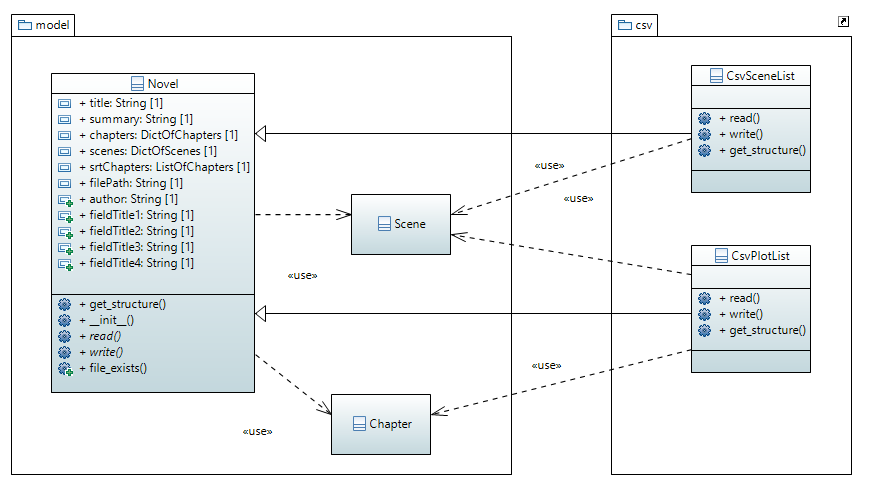 model
Novel
+ title: String [1]
+ summary: String [1]
+ chapters: DictOfChapters [1]
+ scenes: DictOfScenes [1]
+ srtChapters: ListOfChapters [1]
+ filePath: String [1]
+ author: String [1]
+ fieldTitle1: String [1]
+ fieldTitle2: String [1]
+ fieldTitle3: String [1]
+ fieldTitle4: String [1]
+ get_structure()
+ __init__()
+ read()
+ write()
+ file_exists()
Scene
Chapter
«use»
«use»
«use»
«use»
«use»
csv
CsvSceneList
+ read()
+ write()
+ get_structure()
CsvPlotList
+ read()
+ write()
+ get_structure()